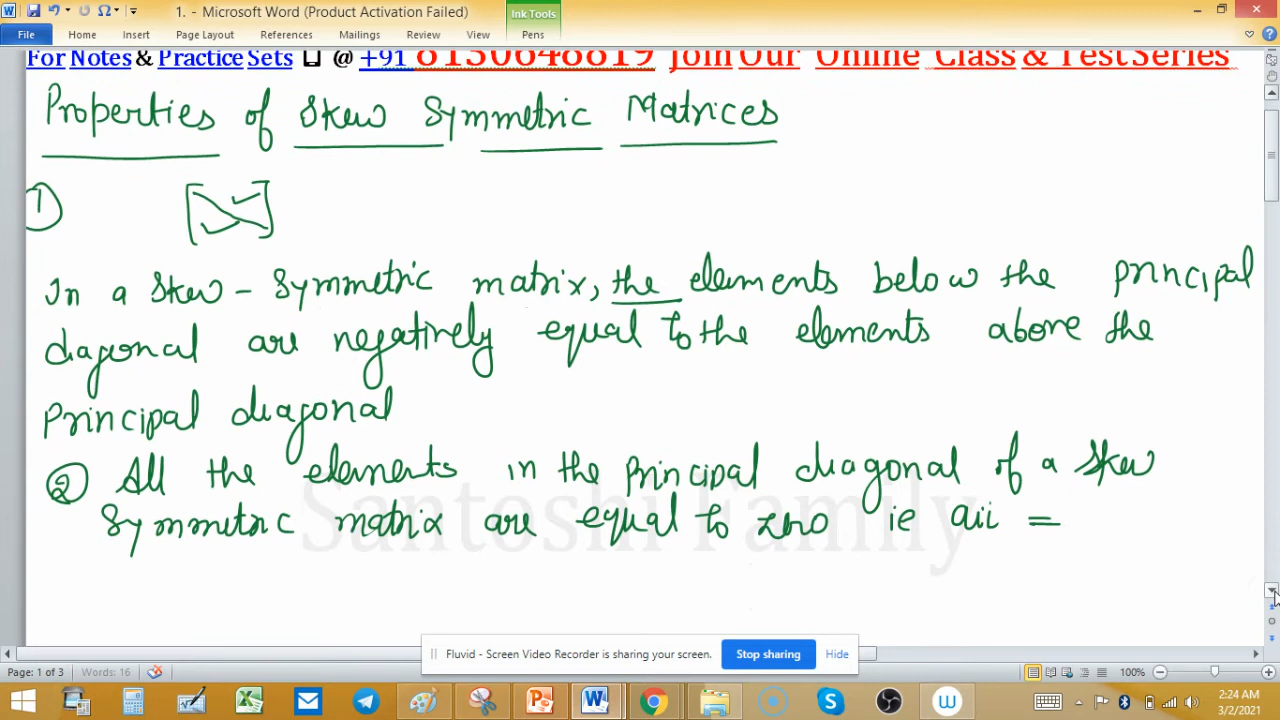 1. - Microsoft Word (Product Activation Failed)
Ink Tools
File Home Insert Page Layout References Mailings Review View Pens
For Notes & Practice Sets @ +91 8130648819 Join Our Online Class & Test Series
Properties of Skew Symmetric Matrices
1
In a Skew - Symmetric matrix, the elements below the principal
diagonal are negatively equal to the elements above the
Principal diagonal
2 All the elements in the principal diagonal of a skew
Symmetric matrix are equal to zero ie aii =
Santoshi Family
Fluvid - Screen Video Recorder is sharing your screen. Stop sharing Hide
Page: 1 of 3 Words: 16 100%
2:24 AM
3/2/2021